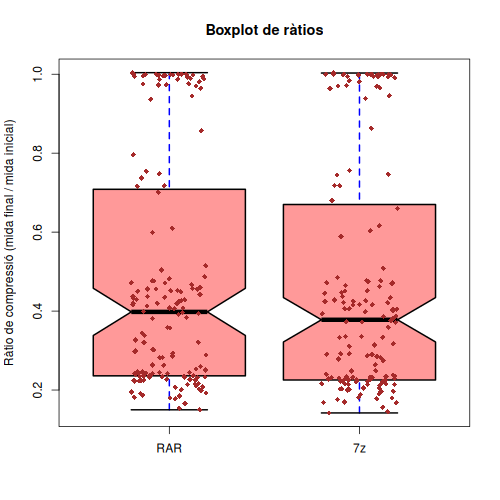 Boxplot de ràtios
Ràtio de compressió (mida final / mida inicial)
1.0
0.8
0.6
0.4
0.2
RAR
7z